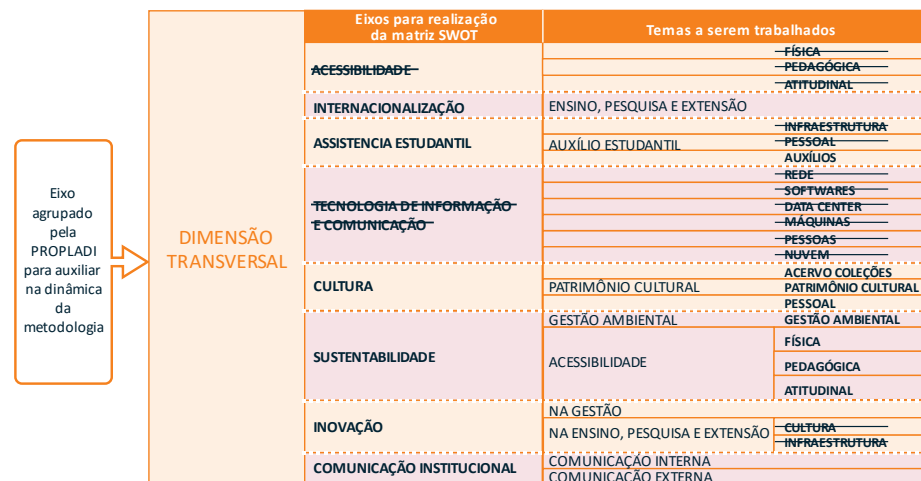 Eixos para realização
da matriz SWOT
Temas a serem trabalhados
Eixo
agrupado
pela
PROPLADI
para auxiliar
na dinâmica
da
metodologia
DIMENSÃO
TRANSVERSAL
ACESSIBILIDADE
FÍSICA
PEDAGÓGICA
ATITUDINAL
INTERNACIONALIZAÇÃO
ENSINO, PESQUISA E EXTENSÃO
ASSISTENCIA ESTUDANTIL
AUXÍLIO ESTUDANTIL
INFRAESTRUTURA
PESSOAL
AUXÍLIOS
TECNOLOGIA DE INFORMAÇÃO
E COMUNICAÇÃO
REDE
SOFTWARES
DATA CENTER
MÁQUINAS
PESSOAS
NUVEM
CULTURA
PATRIMÔNIO CULTURAL
ACERVO COLEÇÕES
PATRIMÔNIO CULTURAL
PESSOAL
SUSTENTABILIDADE
GESTÃO AMBIENTAL
GESTÃO AMBIENTAL
ACESSIBILIDADE
FÍSICA
PEDAGÓGICA
ATITUDINAL
INOVAÇÃO
NA GESTÃO
NA ENSINO, PESQUISA E EXTENSÃO
CULTURA
INFRAESTRUTURA
COMUNICAÇÃO INSTITUCIONAL
COMUNICAÇÃO INTERNA
COMUNICAÇÃO EXTERNA